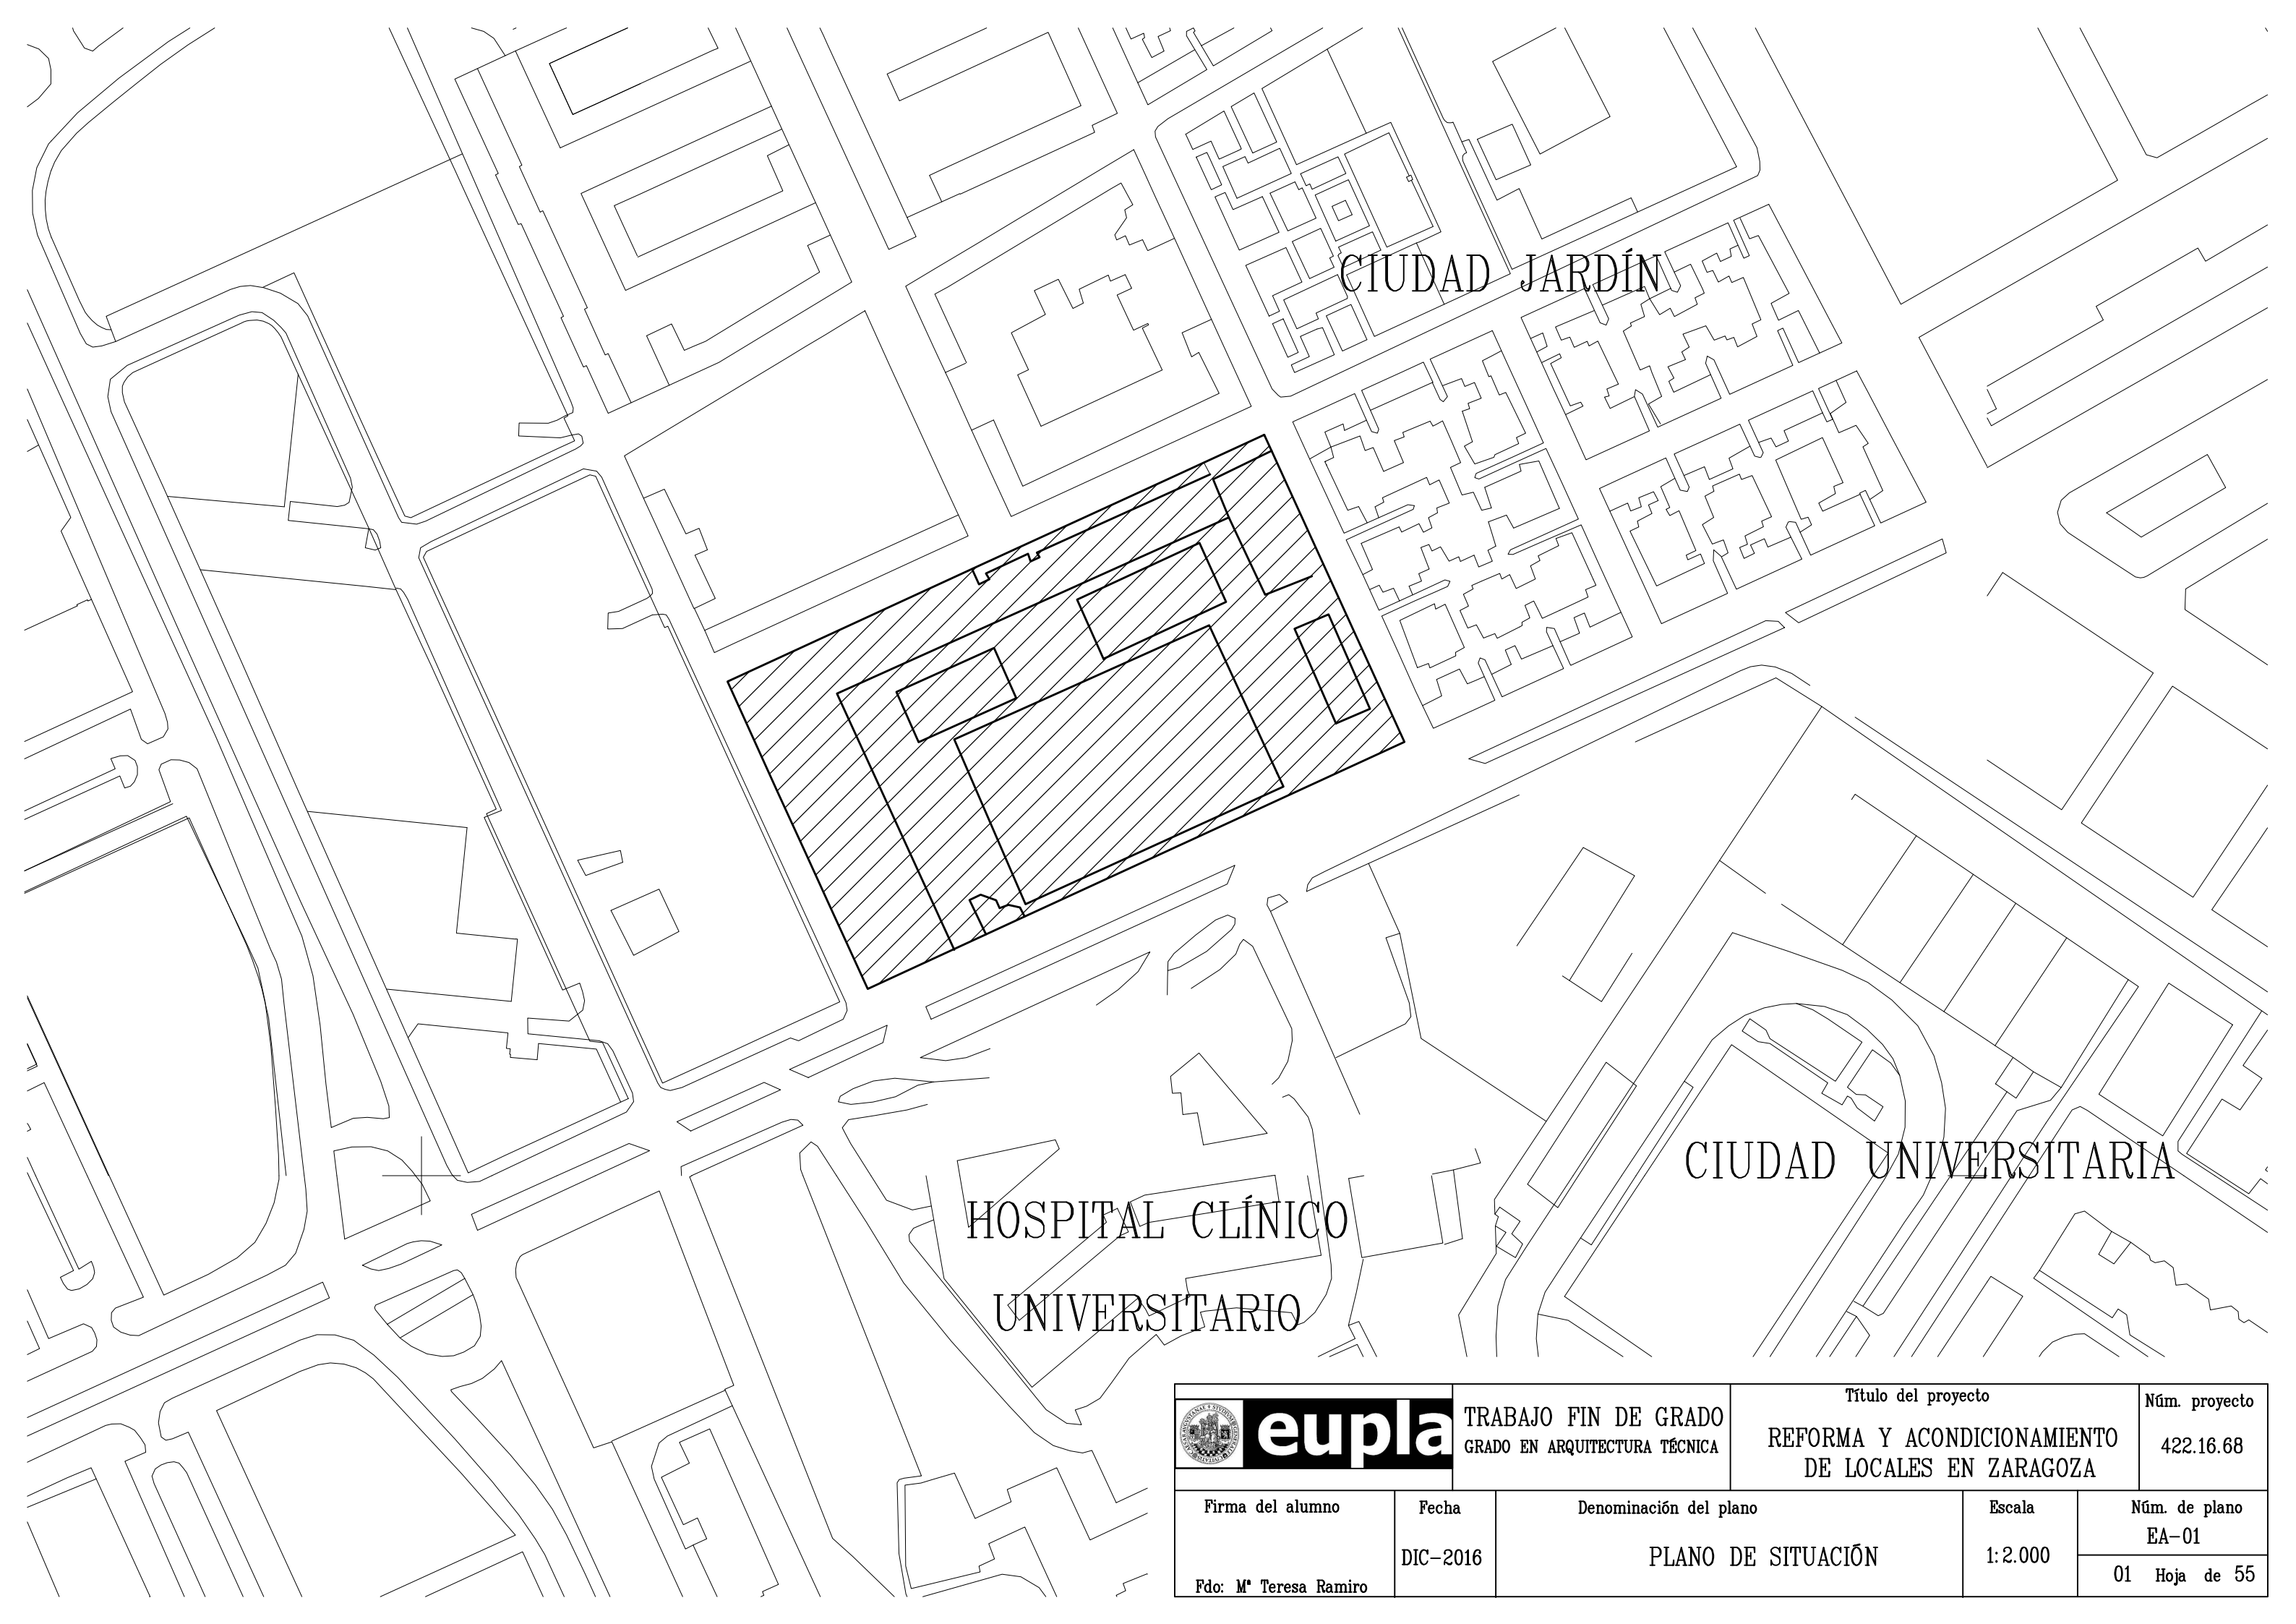 CIUDAD JARDÍN
CIUDAD UNIVERSITARIA
HOSPITAL CLÍNICO
UNIVERSITARIO
eupla
TRABAJO FIN DE GRADO
GRADO EN ARQUITECTURA TÉCNICA
Título del proyecto
REFORMA Y ACONDICIONAMIENTO
DE LOCALES EN ZARAGOZA
Núm. proyecto
422.16.68
Firma del alumno
Fdo: Mª Teresa Ramiro
Fecha
DIC-2016
Denominación del plano
PLANO DE SITUACIÓN
Escala
1:2.000
Núm. de plano
EA-01
01 Hoja de 55